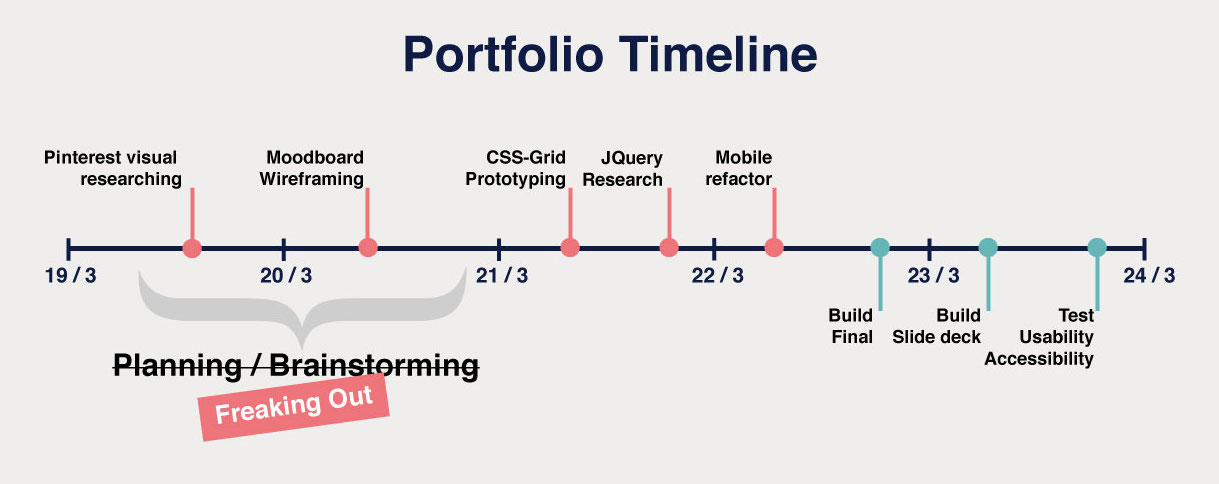 Portfolio Timeline
Pinterest visual
researching
Moodboard
Wireframing
CSS-Grid
Prototyping
JQuery
Research
Mobile
refactor
19 / 3
20 / 3
21 / 3
22 / 3
23 / 3
24 / 3
Build
Final
Build
Slide deck
Test
Usability
Accessibility
Planning / Brainstorming
Freaking Out